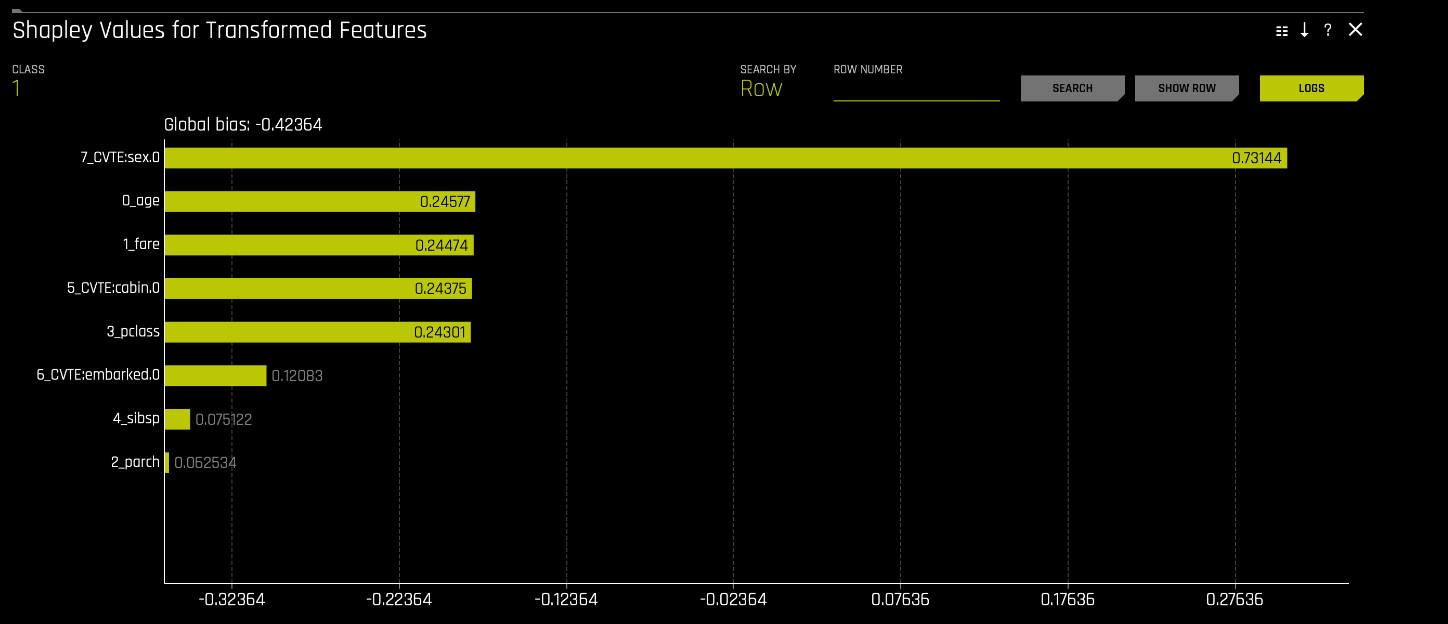 Shapley Values for Transformed Features
?
CLASS
1
SEARCH BY
Row
ROW NUMBER
SEARCH
SHOW ROW
LOGS
Global bias: -0.42364
7_CVTE:sex.0 0.73144
0_age 0.24577
1_fare 0.24474
5_CVTE:cabin.0 0.24375
3_pclass 0.24301
6_CVTE:embarked.0 0.12083
4_sibsp 0.075122
2_parch 0.062534
-0.32364 -0.22364 -0.12364 -0.02364 0.07636 0.17636 0.27636